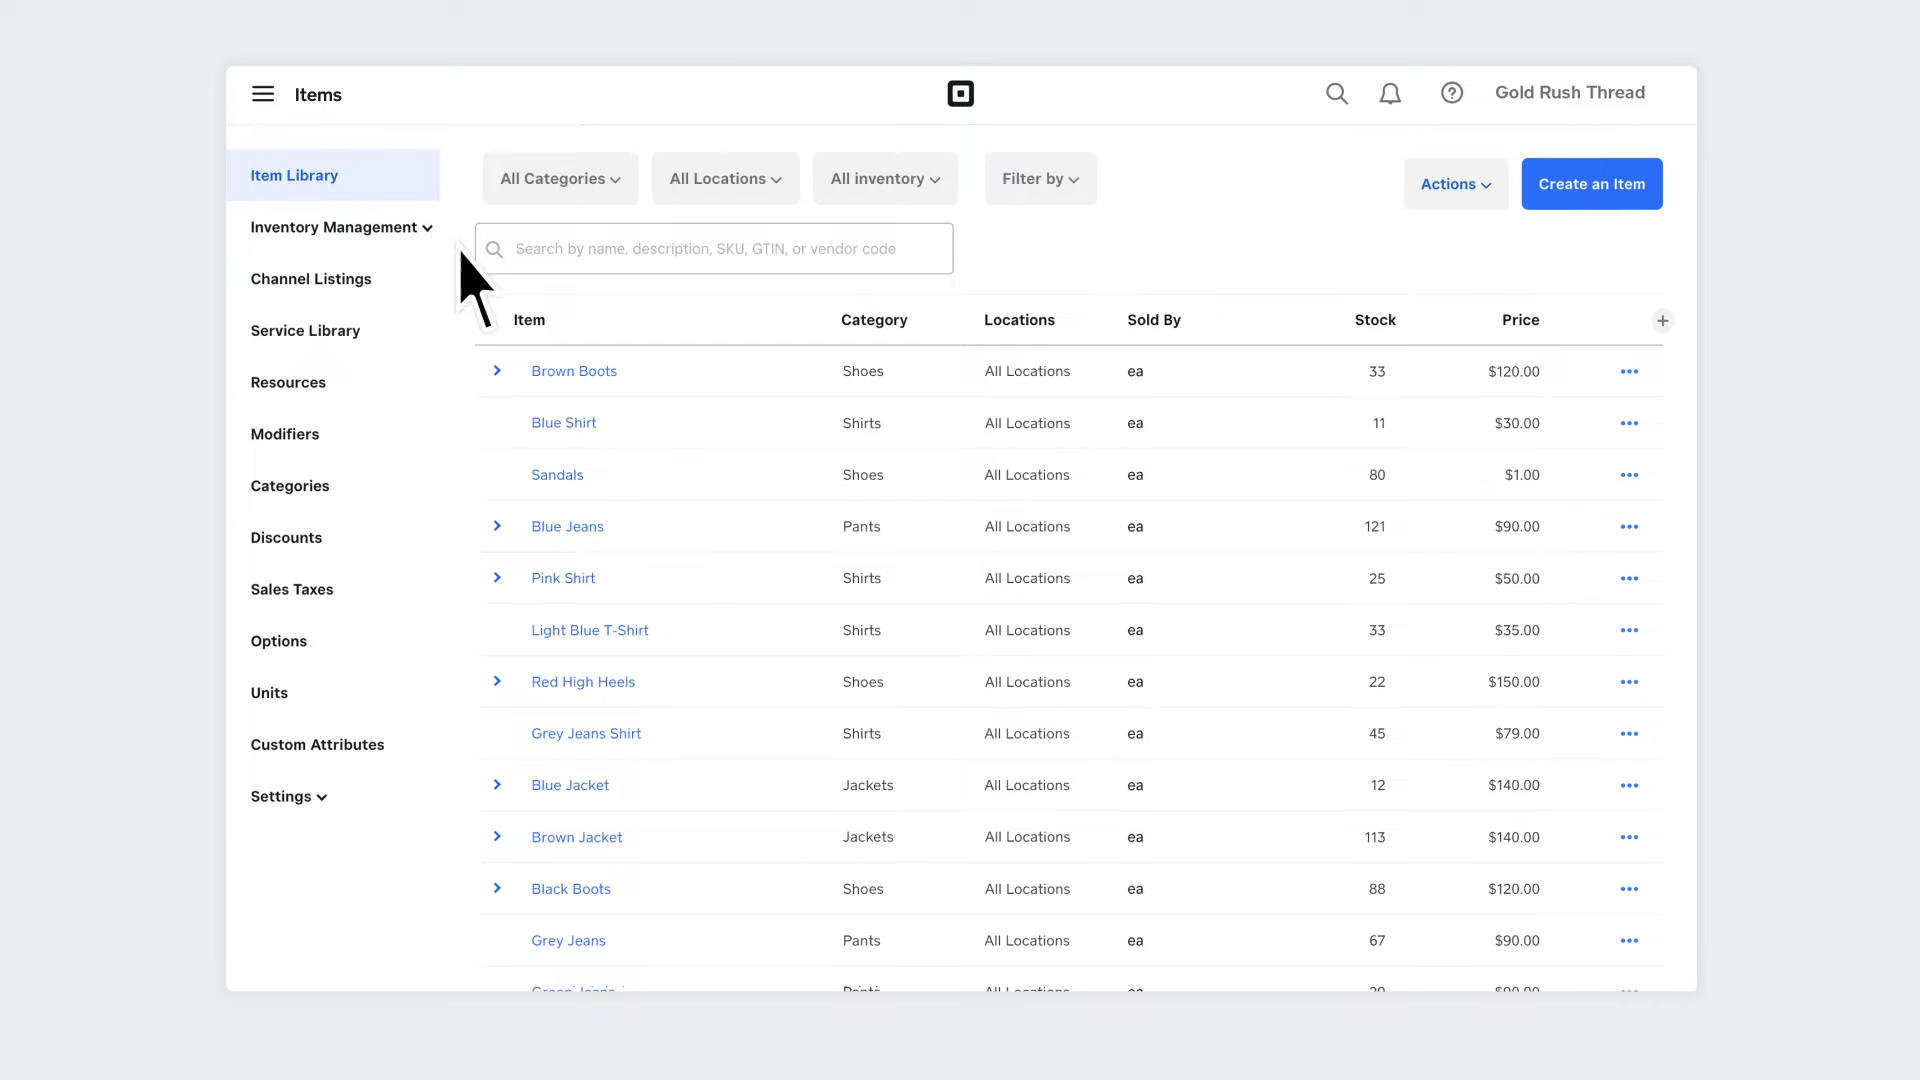 Items
Gold Rush Thread
Item Library
Inventory Management
Channel Listings
Service Library
Resources
Modifiers
Categories
Discounts
Sales Taxes
Options
Units
Custom Attributes
Settings
All Categories All Locations All inventory Filter by
Actions Create an Item
Search by name, description, SKU, GTIN, or vendor code
Item Category Locations Sold By Stock Price +
Brown Boots Shoes All Locations ea 33 $120.00
Blue Shirt Shirts All Locations ea 11 $30.00
Sandals Shoes All Locations ea 80 $1.00
Blue Jeans Pants All Locations ea 121 $90.00
Pink Shirt Shirts All Locations ea 25 $50.00
Light Blue T-Shirt Shirts All Locations ea 33 $35.00
Red High Heels Shoes All Locations ea 22 $150.00
Grey Jeans Shirt Shirts All Locations ea 45 $79.00
Blue Jacket Jackets All Locations ea 12 $140.00
Brown Jacket Jackets All Locations ea 113 $140.00
Black Boots Shoes All Locations ea 88 $120.00
Grey Jeans Pants All Locations ea 67 $90.00
Pants All Locations ea $90.00